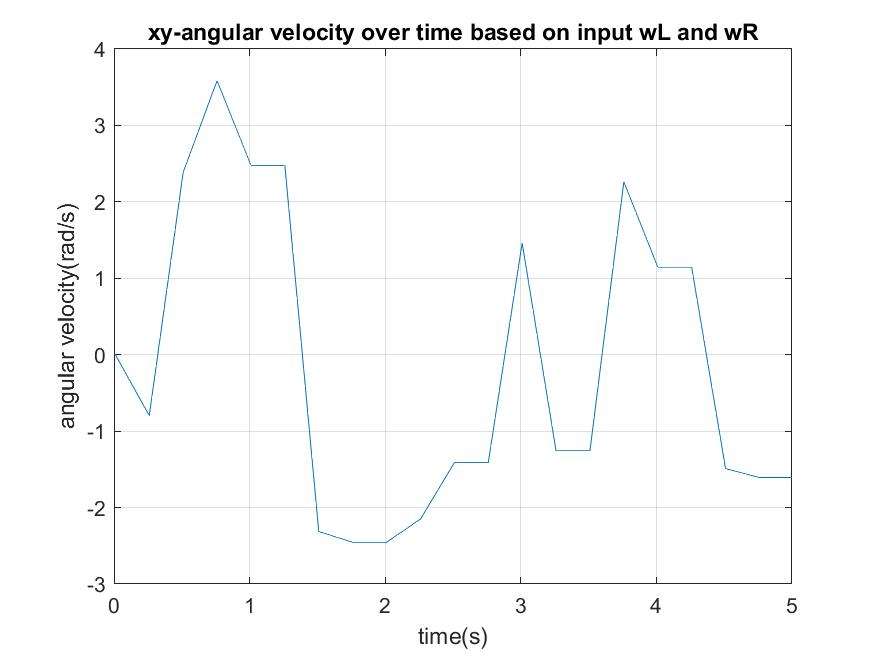 xy-angular velocity over time based on input wL and wR
4
3
2
1
0
-1
-2
-3
angular velocity(rad/s)
0 1 2 3 4 5
time(s)